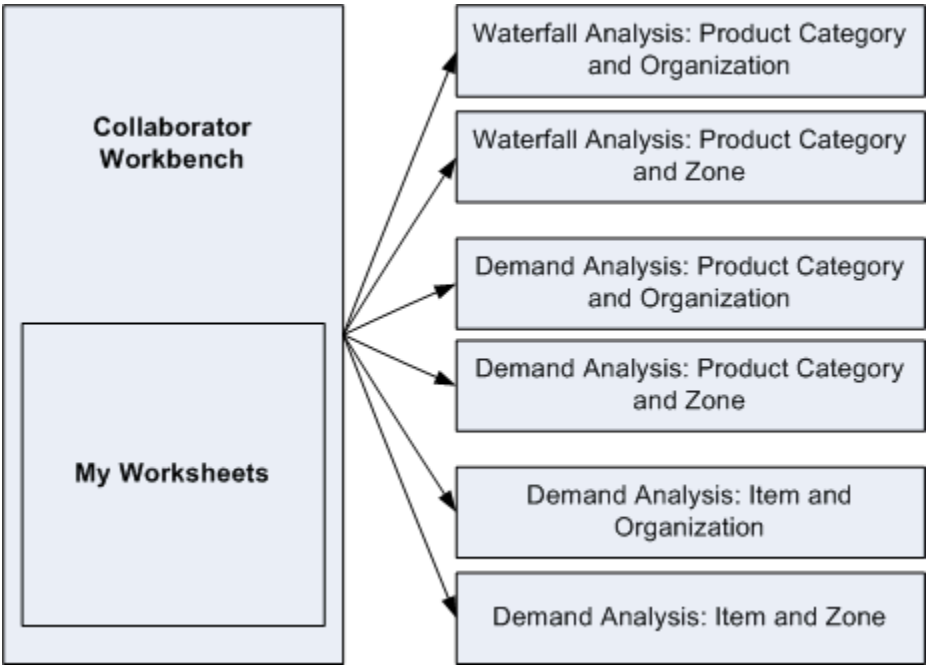 Collaborator
Workbench
My Worksheets
Waterfall Analysis: Product Category
and Organization
Waterfall Analysis: Product Category
and Zone
Demand Analysis: Product Category
and Organization
Demand Analysis: Product Category
and Zone
Demand Analysis: Item and
Organization
Demand Analysis: Item and Zone